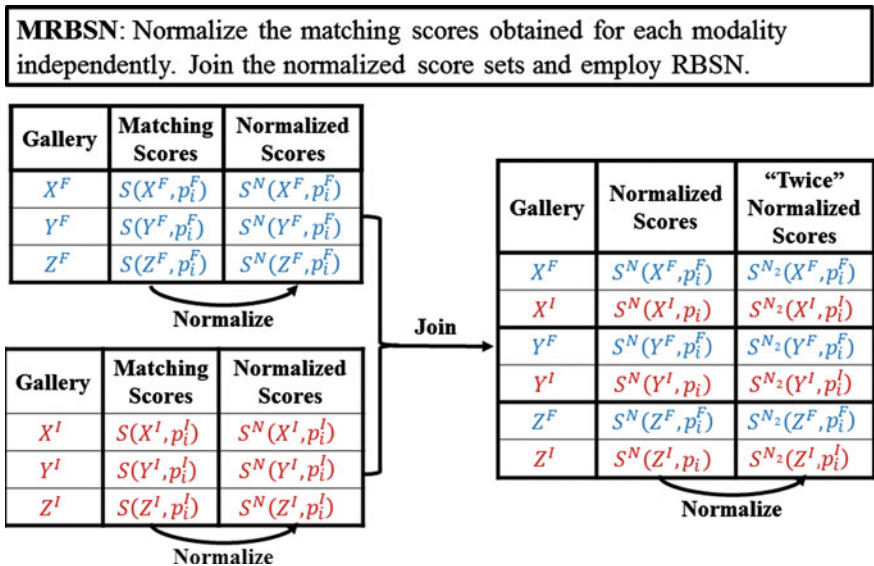 MRBSN: Normalize the matching scores obtained for each modality
independently. Join the normalized score sets and employ RBSN.
Gallery Matching Scores Normalized Scores
X^F S(X^F, p_i^F) S^N(X^F, p_i^F)
Y^F S(Y^F, p_i^F) S^N(Y^F, p_i^F)
Z^F S(Z^F, p_i^F) S^N(Z^F, p_i^F)
Normalize
Gallery Matching Scores Normalized Scores
X^I S(X^I, p_i^I) S^N(X^I, p_i^I)
Y^I S(Y^I, p_i^I) S^N(Y^I, p_i^I)
Z^I S(Z^I, p_i^I) S^N(Z^I, p_i^I)
Normalize
Join
Gallery Normalized Scores “Twice” Normalized Scores
X^F S^N(X^F, p_i^F) S^{N_2}(X^F, p_i^F)
X^I S^N(X^I, p_i) S^{N_2}(X^I, p_i^I)
Y^F S^N(Y^F, p_i^F) S^{N_2}(Y^F, p_i^F)
Y^I S^N(Y^I, p_i) S^{N_2}(Y^I, p_i^I)
Z^F S^N(Z^F, p_i^F) S^{N_2}(Z^F, p_i^F)
Z^I S^N(Z^I, p_i) S^{N_2}(Z^I, p_i^I)
Normalize